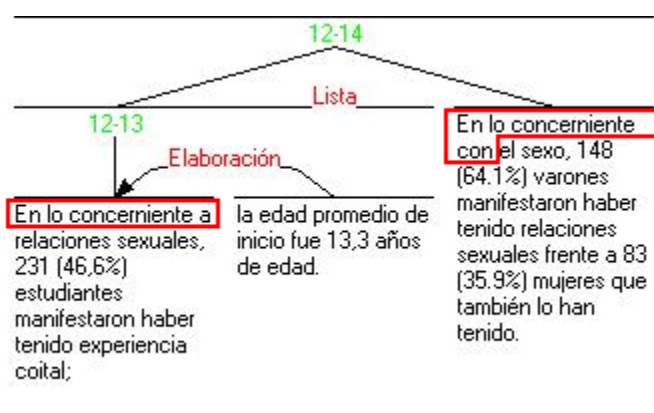 12-14
Lista
12-13
Elaboración
En lo concerniente a
relaciones sexuales,
231 (46,6%)
estudiantes
manifestaron haber
tenido experiencia
coital;
la edad promedio de
inicio fue 13,3 años
de edad.
En lo concerniente
con el sexo, 148
(64.1%) varones
manifestaron haber
tenido relaciones
sexuales frente a 83
(35.9%) mujeres que
también lo han
tenido.